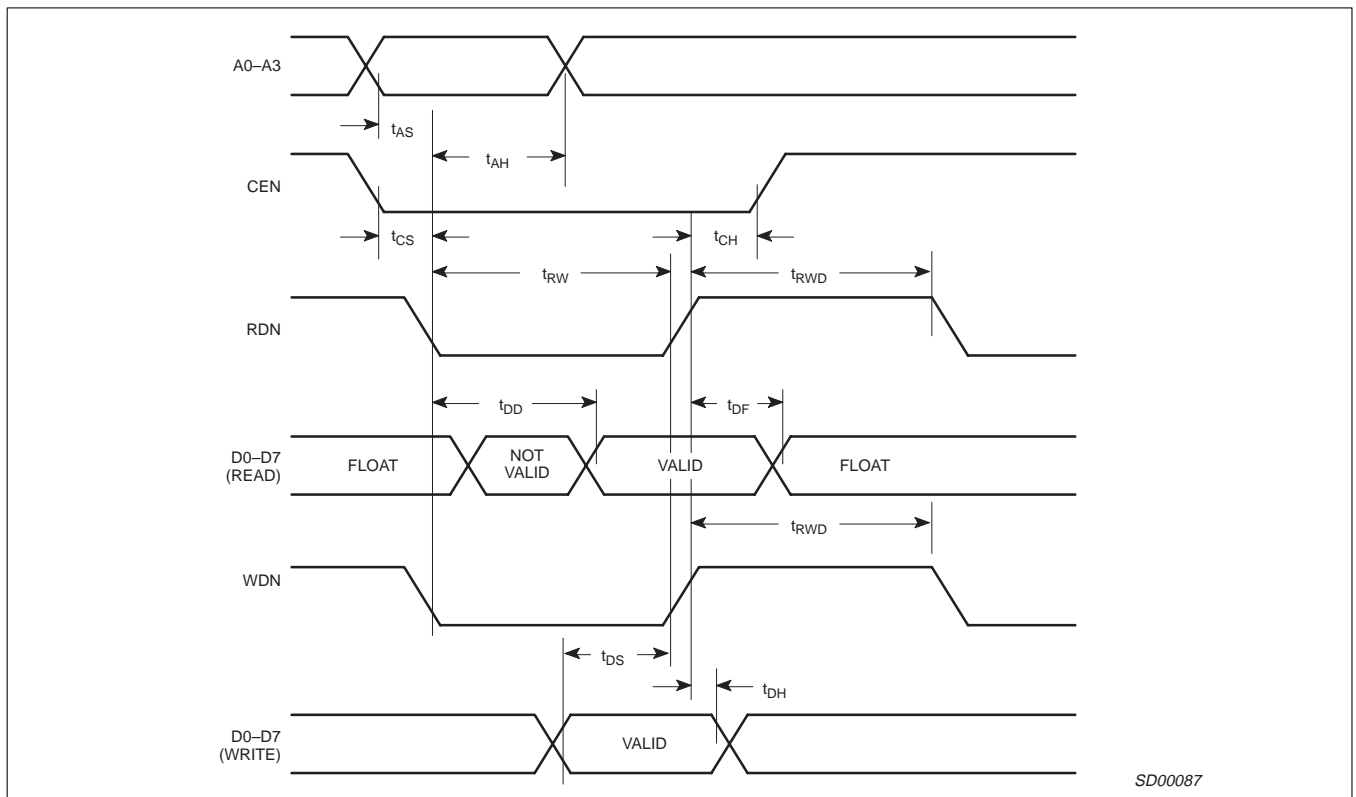 A0–A3
tAS
tAH
CEN
tCS
tCH
tRW
tRWD
RDN
tDD
tDF
D0–D7
(READ)
FLOAT
NOT
VALID
VALID
FLOAT
tRWD
WDN
tDS
tDH
D0–D7
(WRITE)
VALID
SD00087